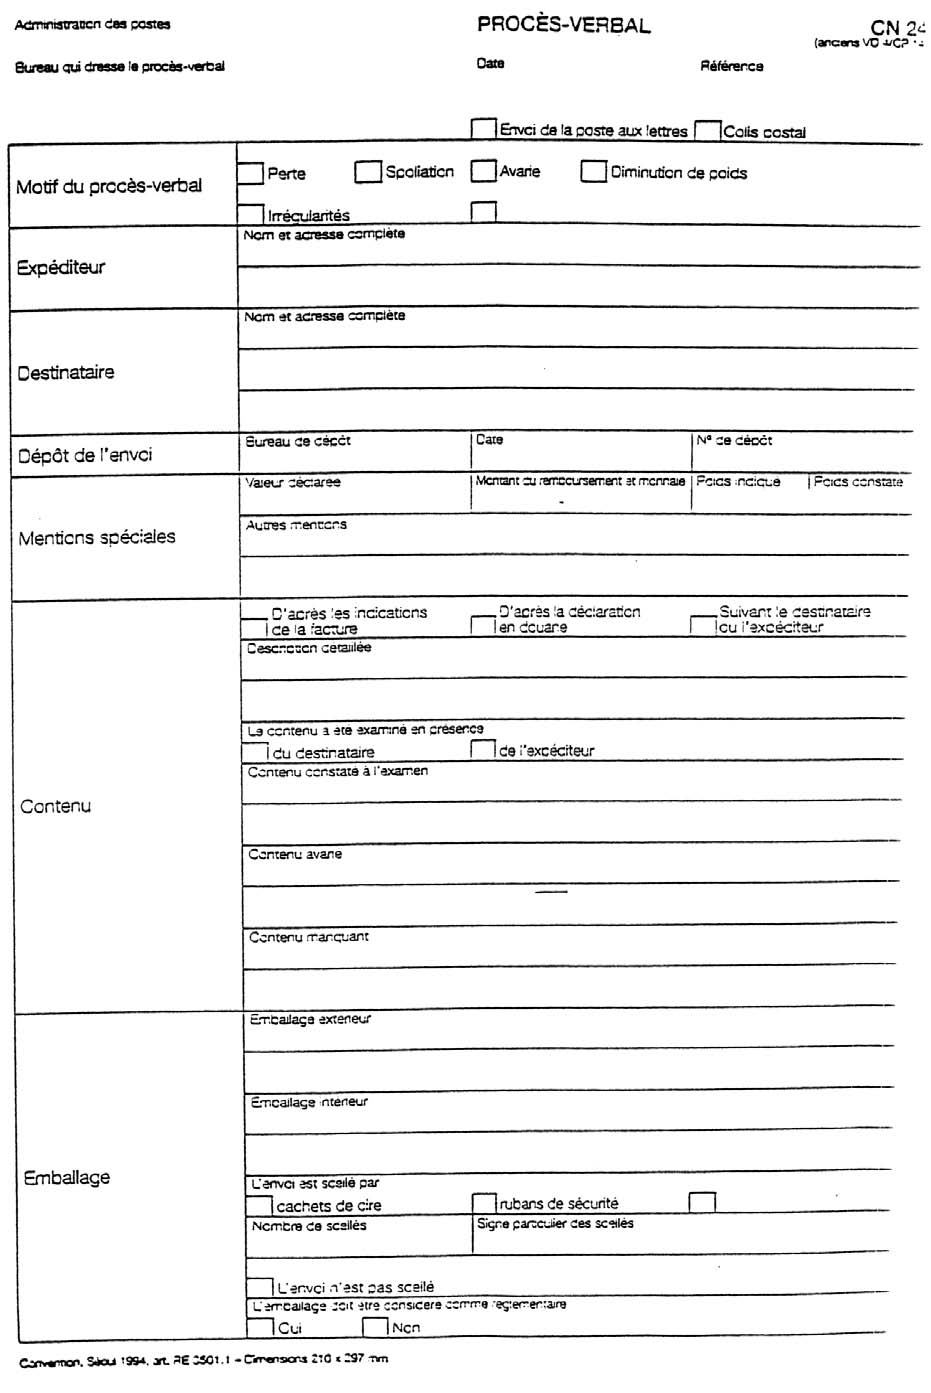 Administration des postes
PROCÈS-VERBAL
CN 24
(anciens VD
Bureau qui dresse le procès-verbal
Date
Référence
Envoi de la poste aux lettres
Colis postal
Motif du procès-verbal
Perte
Spoliation
Avarie
Diminution de poids
Irrégularités
Expéditeur
Nom et adresse complète
Destinataire
Nom et adresse complète
Dépôt de l'envoi
Bureau de dépôt
Date
Nº de dépôt
Mentions spéciales
Valeur déclarée
Montant du remboursement et monnaie
Poids indiqué
Poids constaté
Autres mentions
Contenu
D'après les indications
de la facture
D'après la déclaration
en douane
Suivant le destinataire
ou l'expéditeur
Description détaillée
Le contenu a été examiné en présence
du destinataire
de l'expéditeur
Contenu constaté à l'examen
Contenu avarié
Contenu manquant
Emballage
Emballage extérieur
Emballage intérieur
L'envoi est scellé par
cachets de cire
rubans de sécurité
Nombre de scellés
Signe particulier des scellés
L'envoi n'est pas scellé
L'emballage doit être considéré comme réglementaire
Oui
Non
Convention, Séoul 1994, art. RE 3501.1 – Dimensions 210 x 297 mm